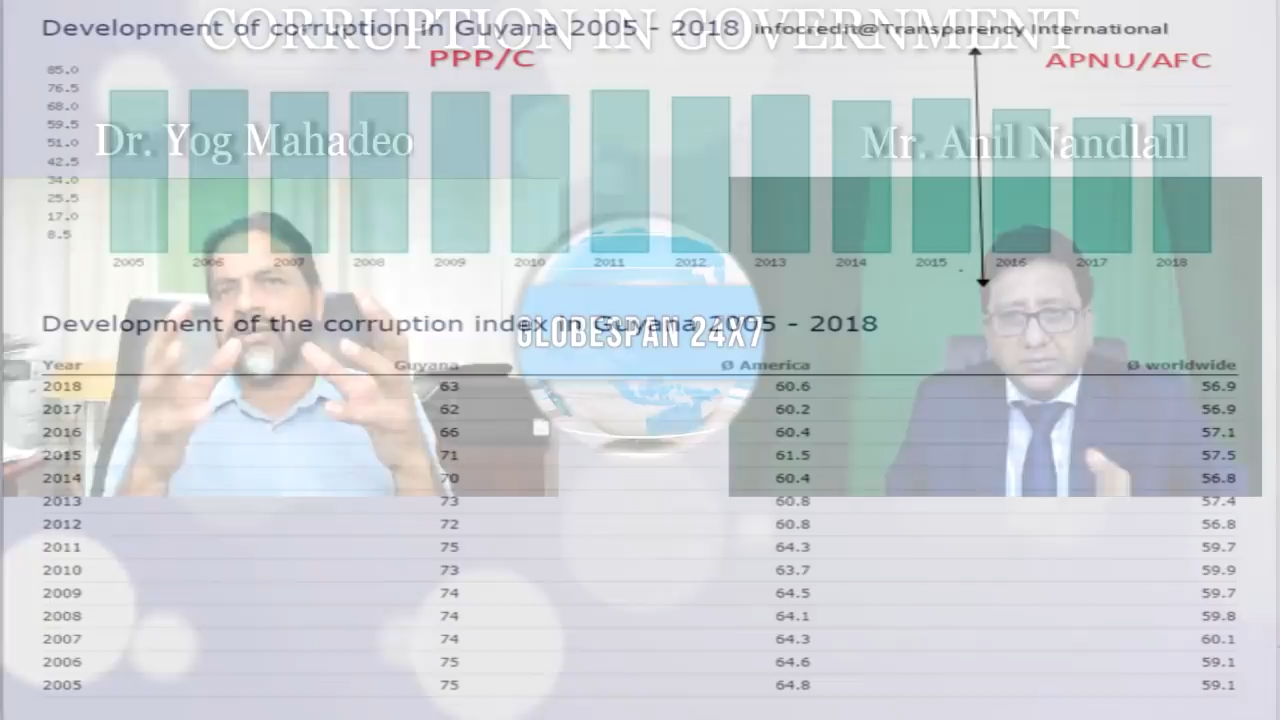 CORRUPTION IN GOVERNMENT
Development of corruption in Guyana 2005 - 2018 infocredit@Transparency International
PPP/C
APNU/AFC
85.0
76.5
68.0
59.5
51.0
42.5
34.0
25.5
17.0
8.5
Dr. Yog Mahadeo
Mr. Anil Nandlall
2005 2006 2007 2008 2009 2010 2011 2012 2013 2014 2015 2016 2017 2018
Development of the corruption index in Guyana 2005 - 2018
GLOBESPAN 24X7
Year Guyana Ø America Ø worldwide
2018 63 60.6 56.9
2017 62 60.2 56.9
2016 66 60.4 57.1
2015 71 61.5 57.5
2014 70 60.4 56.8
2013 73 60.8 57.4
2012 72 60.8 56.8
2011 75 64.3 59.7
2010 73 63.7 59.9
2009 74 64.5 59.7
2008 74 64.1 59.8
2007 74 64.3 60.1
2006 75 64.6 59.1
2005 75 64.8 59.1